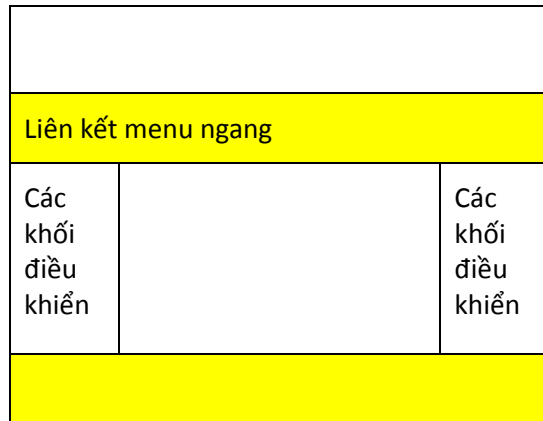 Liên kết menu ngang
Các
khối
điều
khiển
Các
khối
điều
khiển